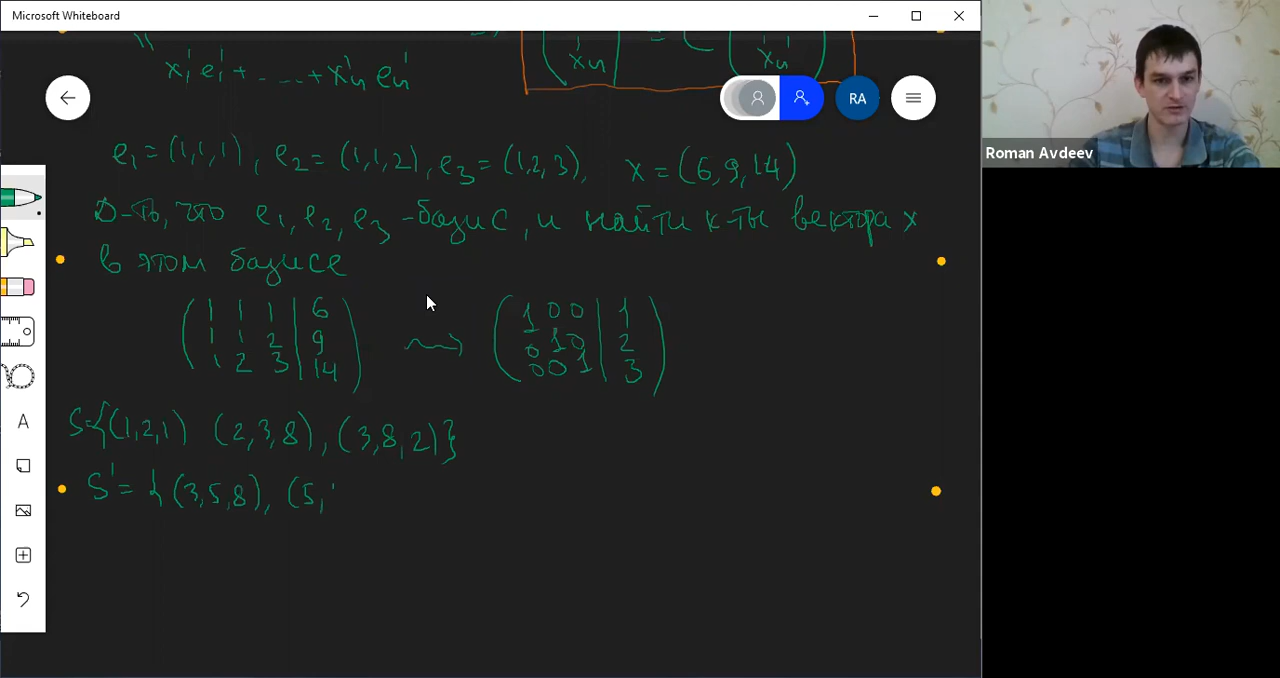 Microsoft Whiteboard
x₁' e₁' + ... + xₙ' eₙ'
xₙ' = C xₙ'
RA
Roman Avdeev
e₁ = (1,1,1), e₂ = (1,1,2), e₃ = (1,2,3), x = (6,9,14)
Д-ть, что e₁, e₂, e₃ - базис, и найти к-ты вектора x
в этом базисе
1 1 1 | 6 ⇝ 1 0 0 | 1
1 1 2 | 9 0 1 0 | 2
1 2 3 | 14 0 0 1 | 3
A
S={(1,2,1) (2,3,8), (3,8,2)}
S' = {(3,5,8), (5,